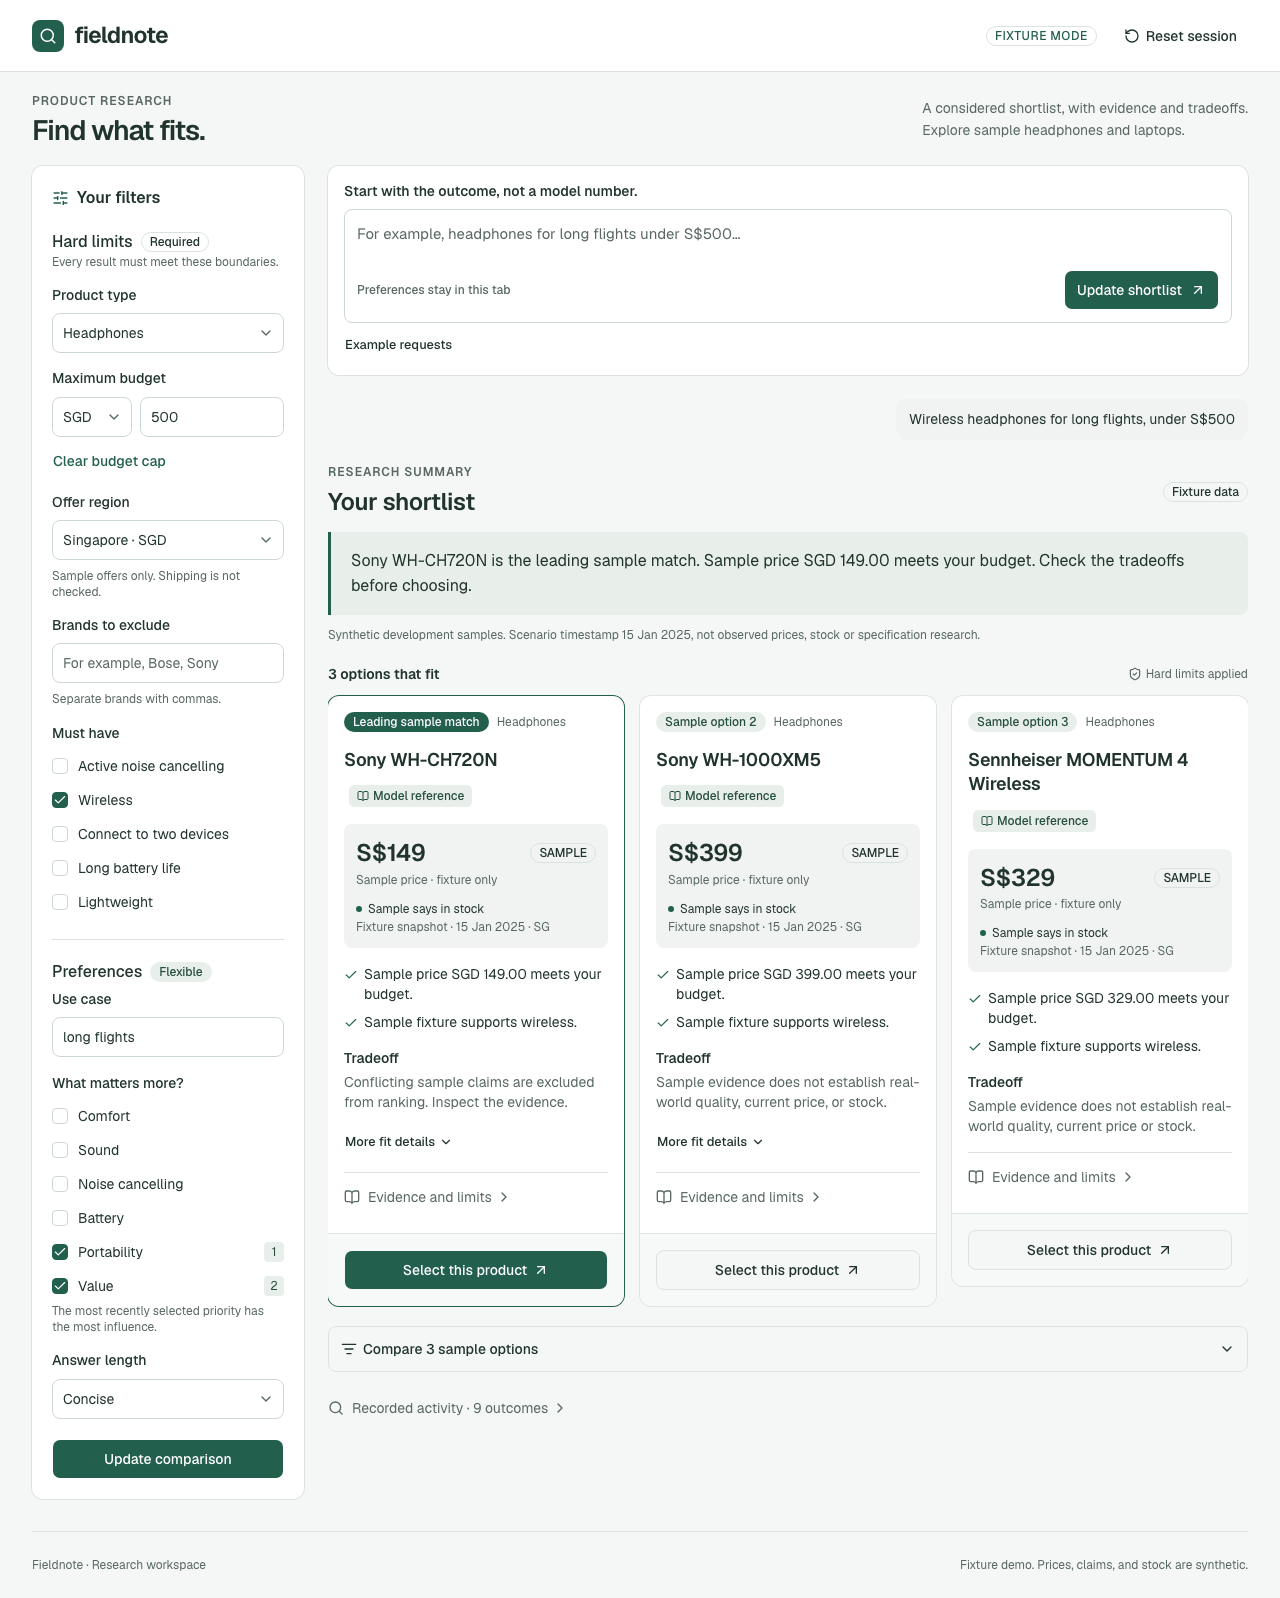 fieldnote
FIXTURE MODE
Reset session
PRODUCT RESEARCH
Find what fits.
A considered shortlist, with evidence and tradeoffs.
Explore sample headphones and laptops.
Your filters
Hard limits Required
Every result must meet these boundaries.
Product type
Headphones
Maximum budget
SGD 500
Clear budget cap
Offer region
Singapore · SGD
Sample offers only. Shipping is not
checked.
Brands to exclude
For example, Bose, Sony
Separate brands with commas.
Must have
Active noise cancelling
Wireless
Connect to two devices
Long battery life
Lightweight
Preferences Flexible
Use case
long flights
What matters more?
Comfort
Sound
Noise cancelling
Battery
Portability 1
Value 2
The most recently selected priority has
the most influence.
Answer length
Concise
Update comparison
Start with the outcome, not a model number.
For example, headphones for long flights under S$500…
Preferences stay in this tab
Update shortlist
Example requests
Wireless headphones for long flights, under S$500
RESEARCH SUMMARY
Your shortlist
Fixture data
Sony WH-CH720N is the leading sample match. Sample price SGD 149.00 meets your budget. Check the tradeoffs
before choosing.
Synthetic development samples. Scenario timestamp 15 Jan 2025, not observed prices, stock or specification research.
3 options that fit
Hard limits applied
Leading sample match Headphones
Sony WH-CH720N
Model reference
S$149 SAMPLE
Sample price · fixture only
Sample says in stock
Fixture snapshot · 15 Jan 2025 · SG
Sample price SGD 149.00 meets your
budget.
Sample fixture supports wireless.
Tradeoff
Conflicting sample claims are excluded
from ranking. Inspect the evidence.
More fit details
Evidence and limits
Select this product
Sample option 2 Headphones
Sony WH-1000XM5
Model reference
S$399 SAMPLE
Sample price · fixture only
Sample says in stock
Fixture snapshot · 15 Jan 2025 · SG
Sample price SGD 399.00 meets your
budget.
Sample fixture supports wireless.
Tradeoff
Sample evidence does not establish real-
world quality, current price, or stock.
More fit details
Evidence and limits
Select this product
Sample option 3 Headphones
Sennheiser MOMENTUM 4
Wireless
Model reference
S$329 SAMPLE
Sample price · fixture only
Sample says in stock
Fixture snapshot · 15 Jan 2025 · SG
Sample price SGD 329.00 meets your
budget.
Sample fixture supports wireless.
Tradeoff
Sample evidence does not establish real-
world quality, current price or stock.
Evidence and limits
Select this product
Compare 3 sample options
Recorded activity · 9 outcomes
Fieldnote · Research workspace
Fixture demo. Prices, claims, and stock are synthetic.